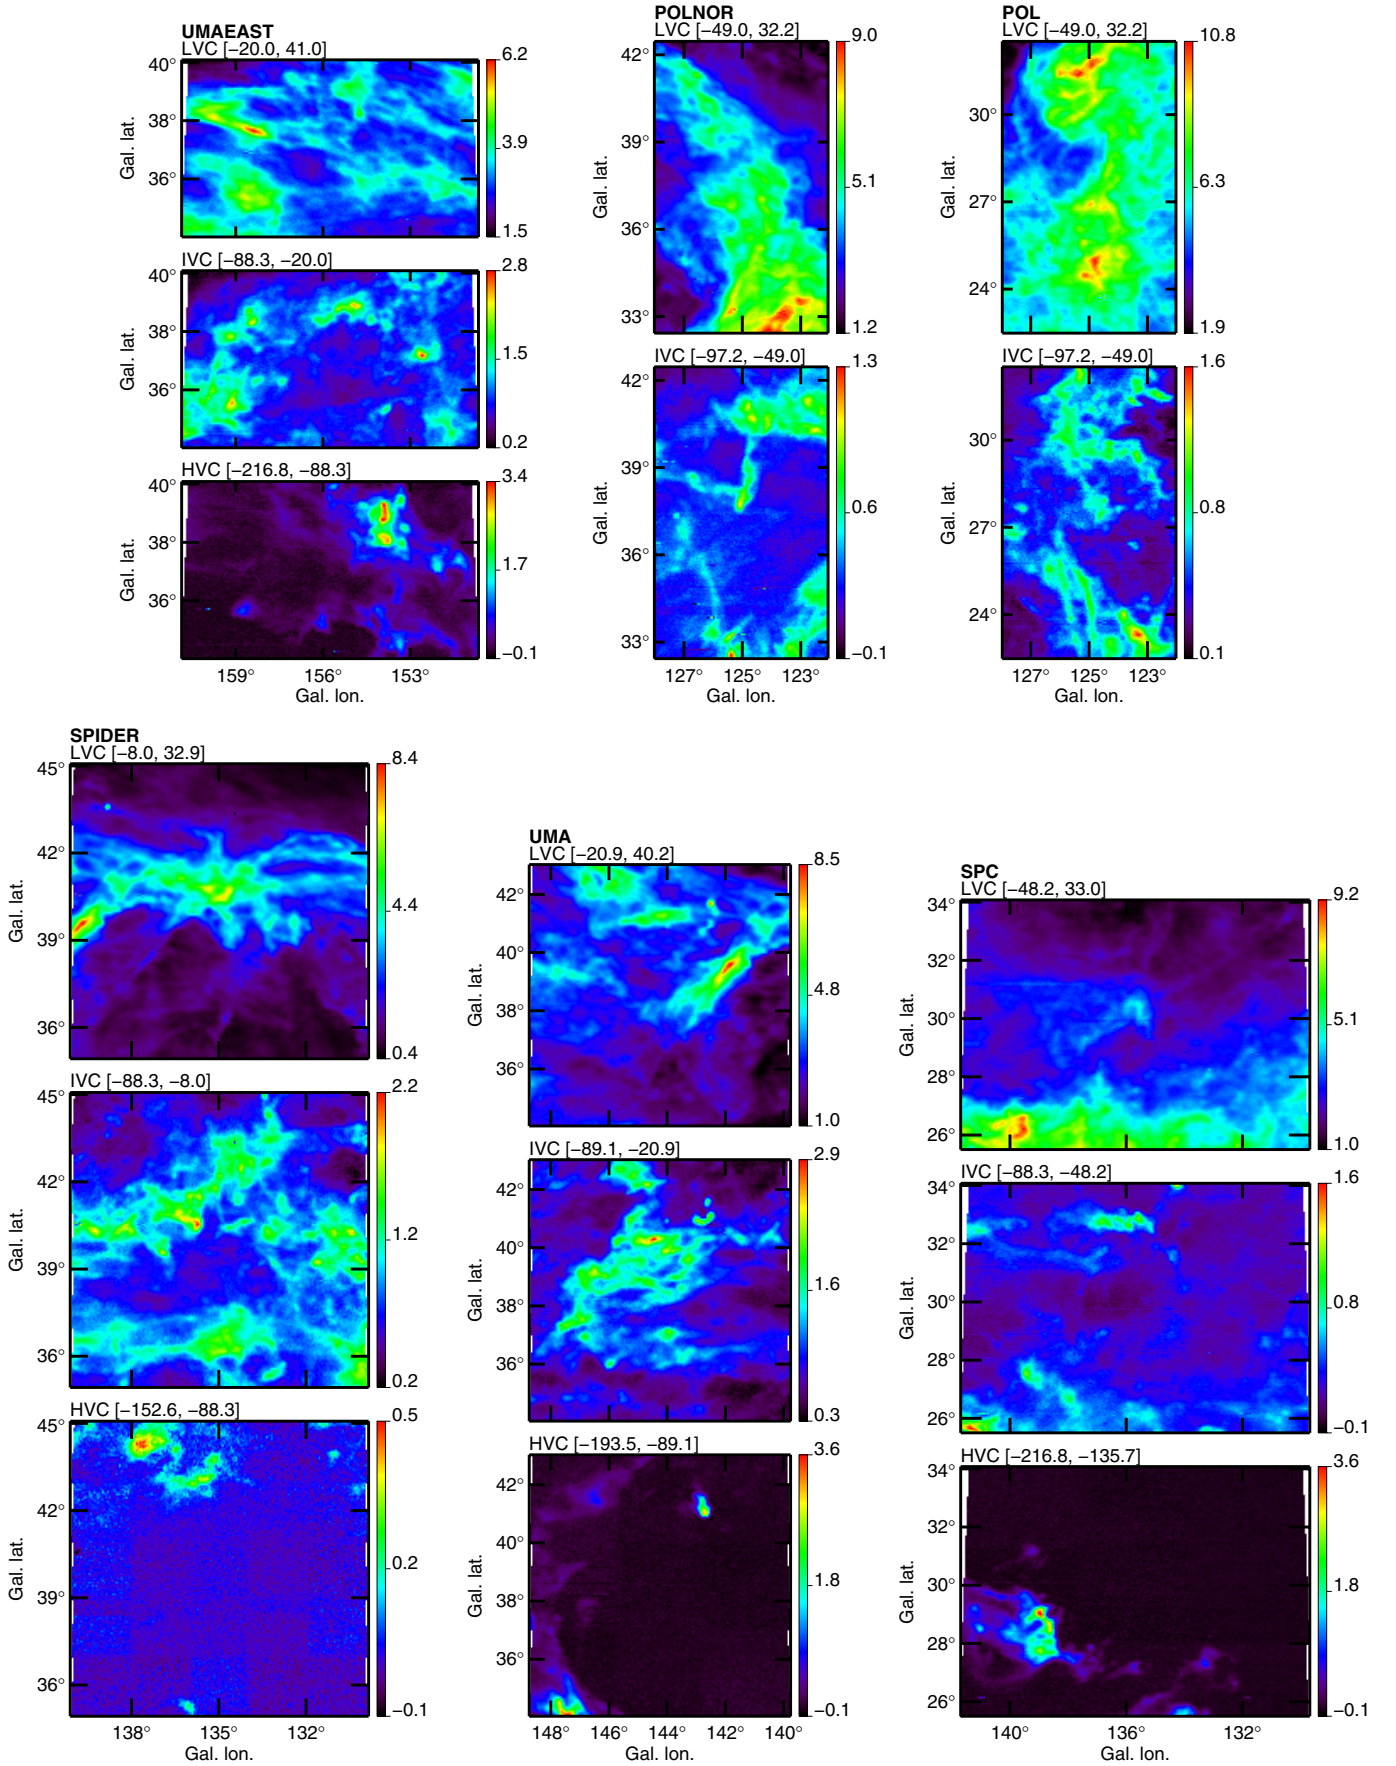 UMAEAST
LVC [−20.0, 41.0]
40°
38°
36°
Gal. lat.
6.2
3.9
1.5
IVC [−88.3, −20.0]
40°
38°
36°
Gal. lat.
2.8
1.5
0.2
HVC [−216.8, −88.3]
40°
38°
36°
Gal. lat.
3.4
1.7
−0.1
159° 156° 153°
Gal. lon.
POLNOR
LVC [−49.0, 32.2]
42°
39°
36°
33°
Gal. lat.
9.0
5.1
1.2
IVC [−97.2, −49.0]
42°
39°
36°
33°
Gal. lat.
1.3
0.6
−0.1
127° 125° 123°
Gal. lon.
POL
LVC [−49.0, 32.2]
30°
27°
24°
Gal. lat.
10.8
6.3
1.9
IVC [−97.2, −49.0]
30°
27°
24°
Gal. lat.
1.6
0.8
0.1
127° 125° 123°
Gal. lon.
SPIDER
LVC [−8.0, 32.9]
45°
42°
39°
36°
Gal. lat.
8.4
4.4
0.4
IVC [−88.3, −8.0]
45°
42°
39°
36°
Gal. lat.
2.2
1.2
0.2
HVC [−152.6, −88.3]
45°
42°
39°
36°
Gal. lat.
0.5
0.2
−0.1
138° 135° 132°
Gal. lon.
UMA
LVC [−20.9, 40.2]
42°
40°
38°
36°
Gal. lat.
8.5
4.8
1.0
IVC [−89.1, −20.9]
42°
40°
38°
36°
Gal. lat.
2.9
1.6
0.3
HVC [−193.5, −89.1]
42°
40°
38°
36°
Gal. lat.
3.6
1.8
−0.1
148° 146° 144° 142° 140°
Gal. lon.
SPC
LVC [−48.2, 33.0]
34°
32°
30°
28°
26°
Gal. lat.
9.2
5.1
1.0
IVC [−88.3, −48.2]
34°
32°
30°
28°
26°
Gal. lat.
1.6
0.8
−0.1
HVC [−216.8, −135.7]
34°
32°
30°
28°
26°
Gal. lat.
3.6
1.8
−0.1
140° 136° 132°
Gal. lon.